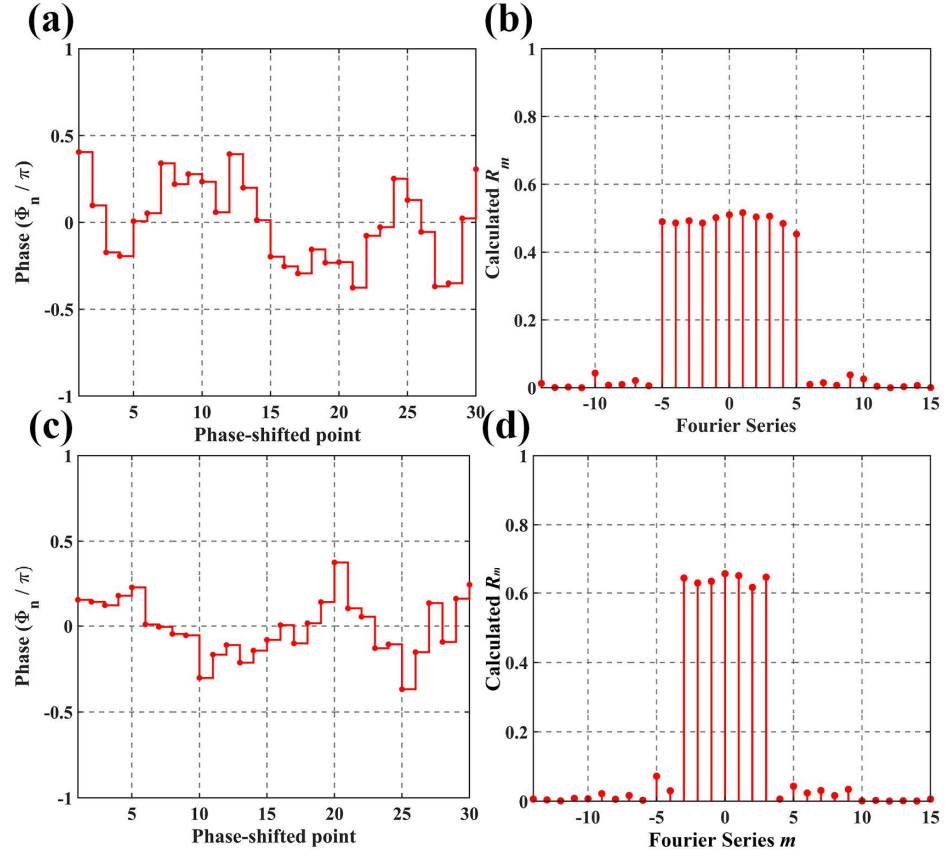 (a)
1
0.5
0
-0.5
-1
Phase (Φn / π)
5 10 15 20 25 30
Phase-shifted point
(b)
1
0.8
0.6
0.4
0.2
0
Calculated Rm
-10 -5 0 5 10 15
Fourier Series
(c)
1
0.5
0
-0.5
-1
Phase (Φn / π)
5 10 15 20 25 30
Phase-shifted point
(d)
1
0.8
0.6
0.4
0.2
0
Calculated Rm
-10 -5 0 5 10 15
Fourier Series m